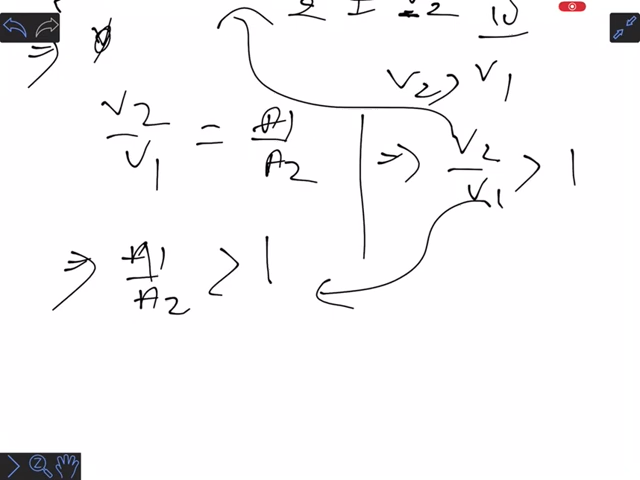 V2 > V1
V2/V1 = A1/A2 | ⇒ V2/V1 > 1
⇒ A1/A2 > 1